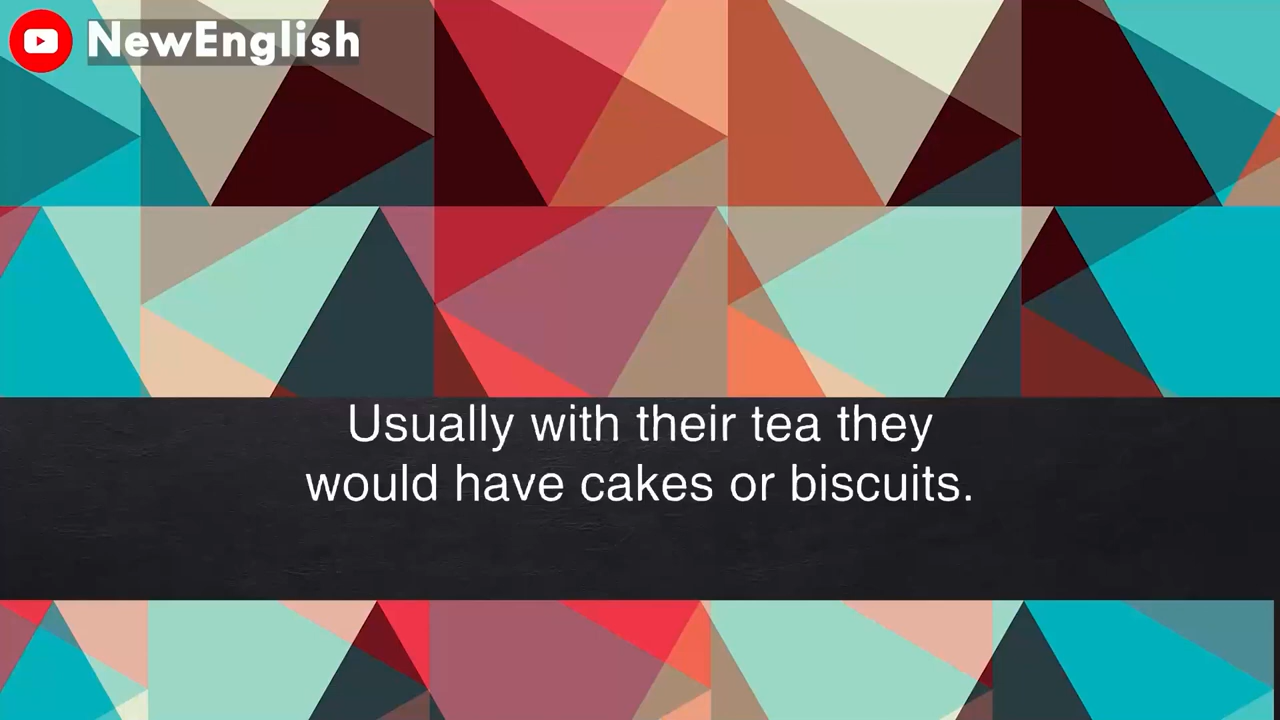 NewEnglish
Usually with their tea they
would have cakes or biscuits.